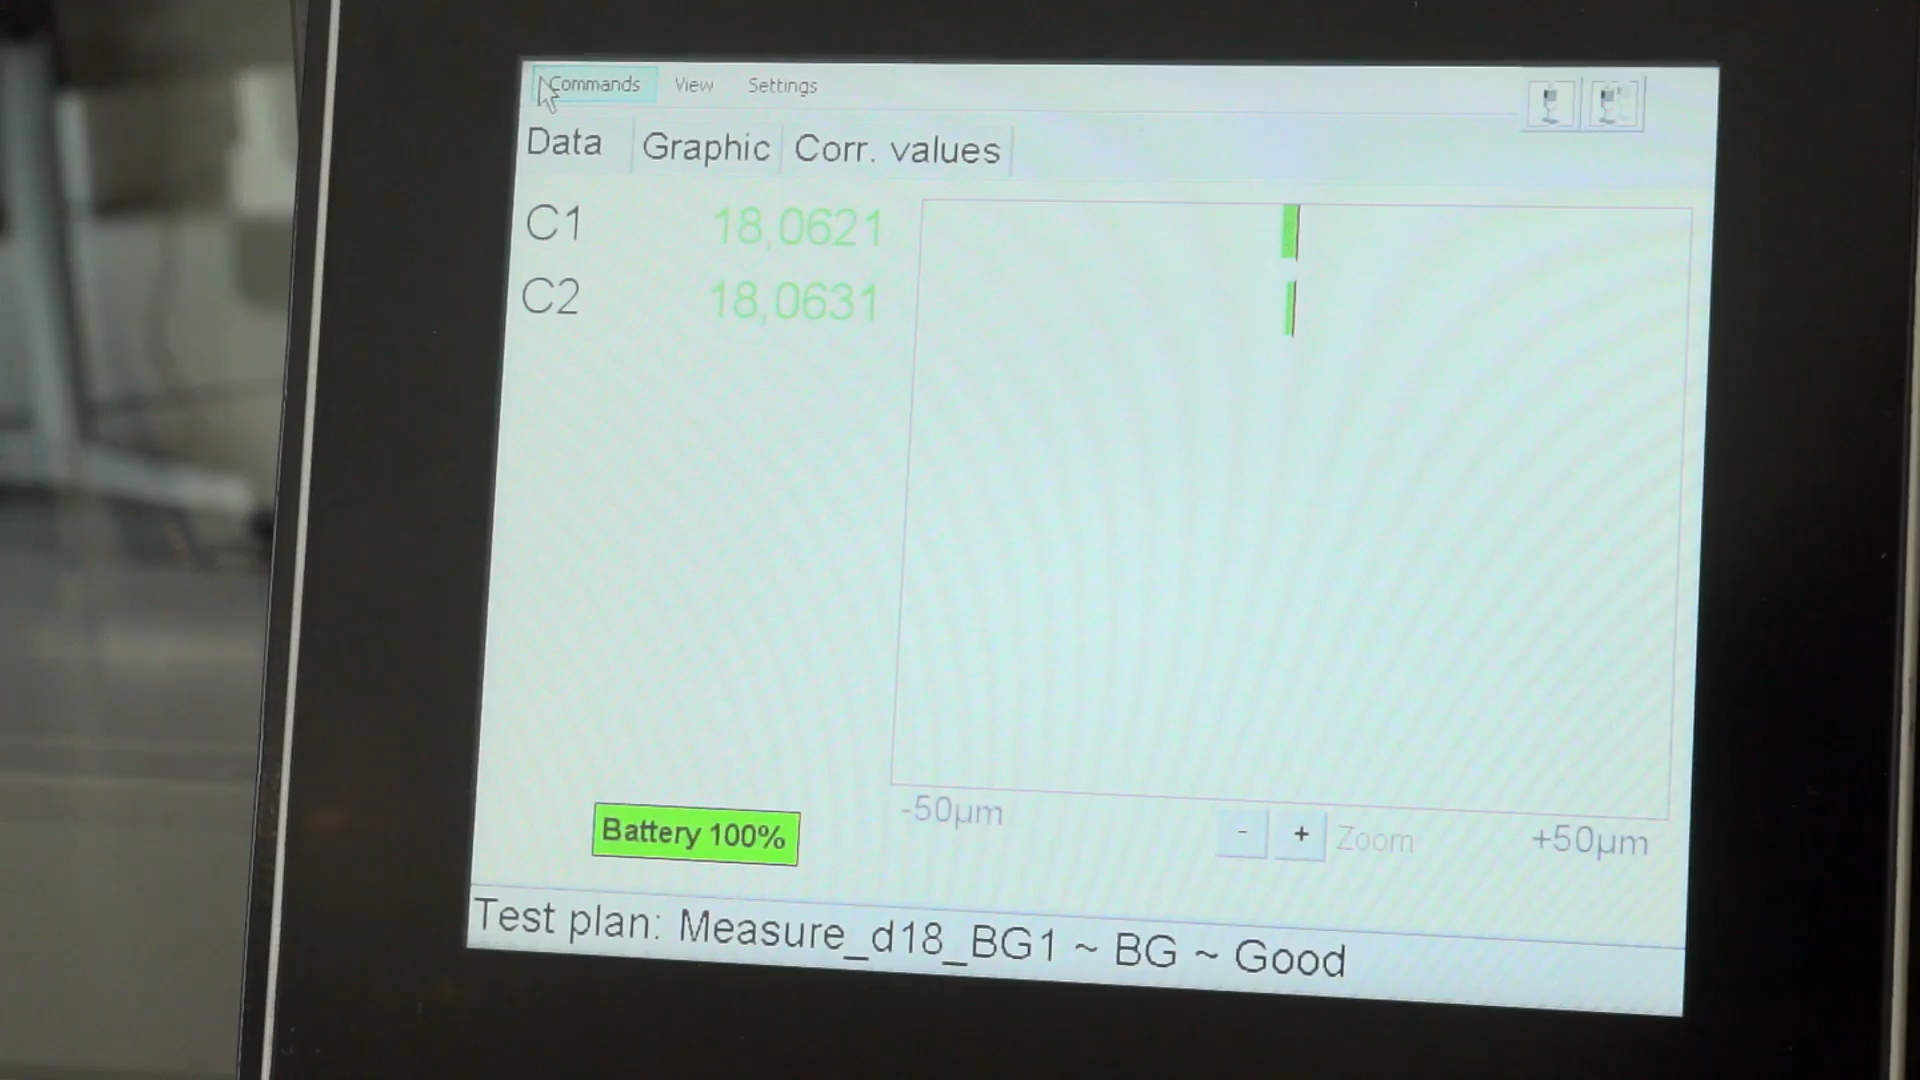 Commands View Settings
Data Graphic Corr. values
C1 18,0621
C2 18,0631
-50µm - + Zoom +50µm
Battery 100%
Test plan: Measure_d18_BG1 ~ BG ~ Good